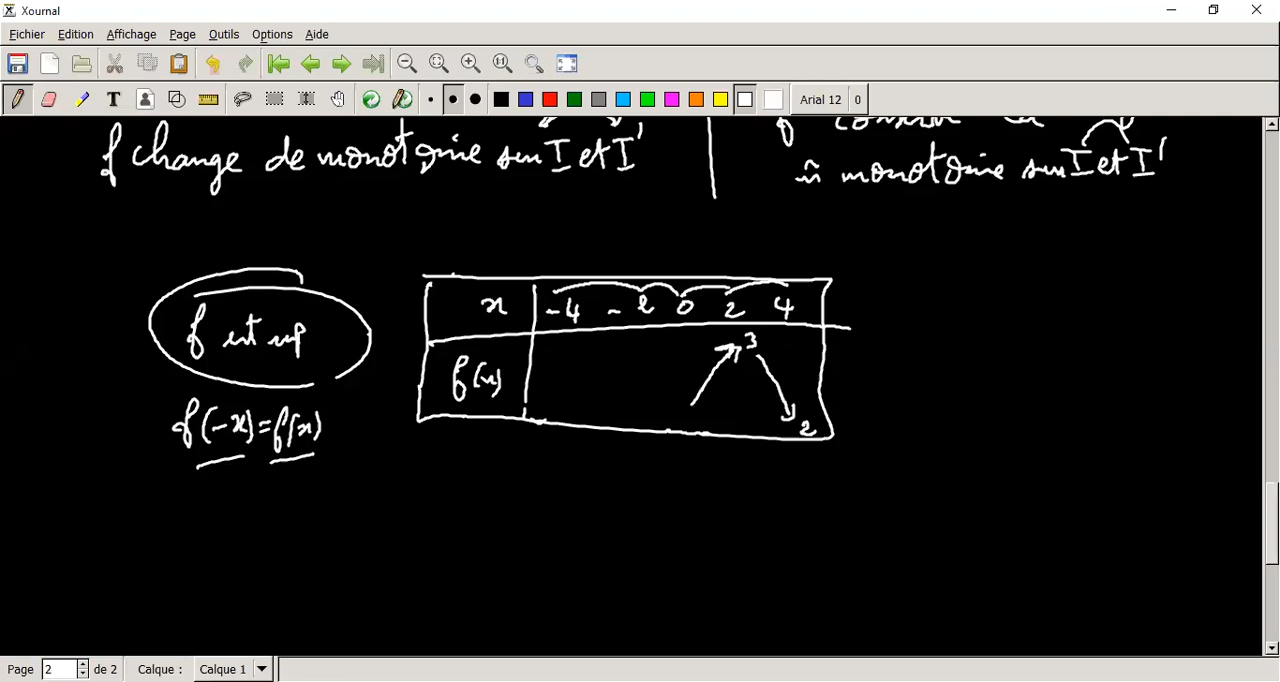 Xournal
Fichier Edition Affichage Page Outils Options Aide
Arial 12 0
f change de monotonie sur I et I'
m̂ monotonie sur I et I'
f est
x -4 -2 0 2 4
f(x) 3 2
f(-x)=f(x)
Page 2 de 2 Calque : Calque 1